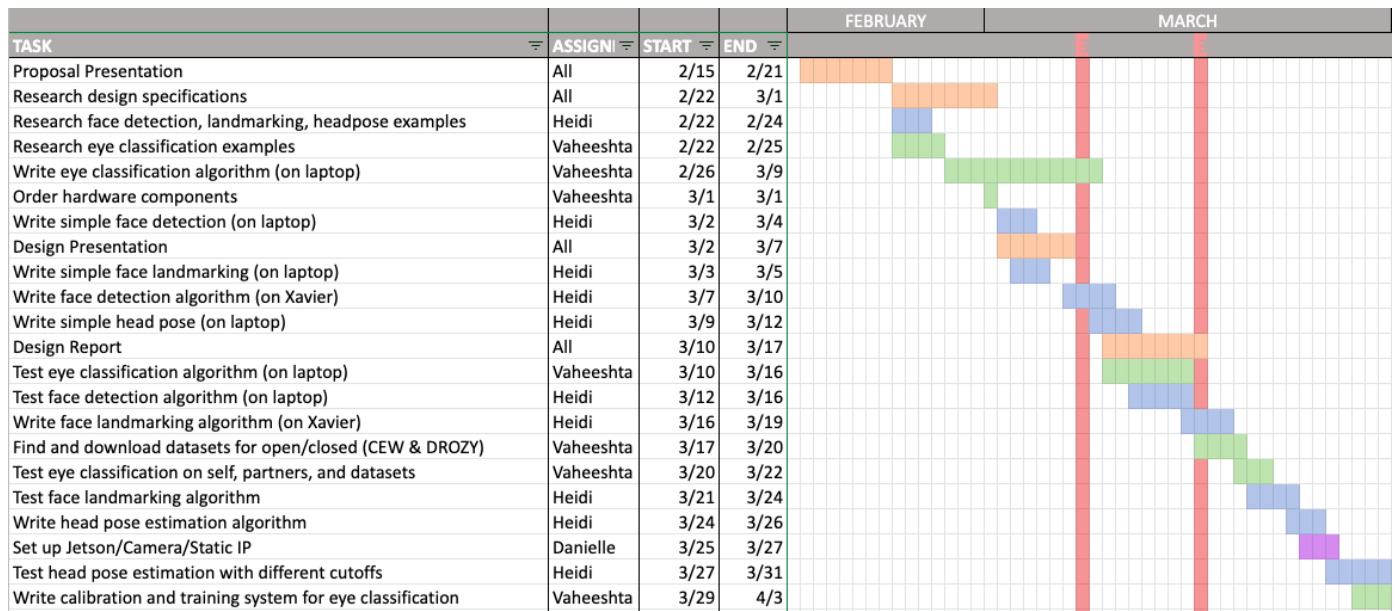 FEBRUARY MARCH
TASK ASSIGN START END
Proposal Presentation All 2/15 2/21
Research design specifications All 2/22 3/1
Research face detection, landmarking, headpose examples Heidi 2/22 2/24
Research eye classification examples Vaheeshta 2/22 2/25
Write eye classification algorithm (on laptop) Vaheeshta 2/26 3/9
Order hardware components Vaheeshta 3/1 3/1
Write simple face detection (on laptop) Heidi 3/2 3/4
Design Presentation All 3/2 3/7
Write simple face landmarking (on laptop) Heidi 3/3 3/5
Write face detection algorithm (on Xavier) Heidi 3/7 3/10
Write simple head pose (on laptop) Heidi 3/9 3/12
Design Report All 3/10 3/17
Test eye classification algorithm (on laptop) Vaheeshta 3/10 3/16
Test face detection algorithm (on laptop) Heidi 3/12 3/16
Write face landmarking algorithm (on Xavier) Heidi 3/16 3/19
Find and download datasets for open/closed (CEW & DROZY) Vaheeshta 3/17 3/20
Test eye classification on self, partners, and datasets Vaheeshta 3/20 3/22
Test face landmarking algorithm Heidi 3/21 3/24
Write head pose estimation algorithm Heidi 3/24 3/26
Set up Jetson/Camera/Static IP Danielle 3/25 3/27
Test head pose estimation with different cutoffs Heidi 3/27 3/31
Write calibration and training system for eye classification Vaheeshta 3/29 4/3